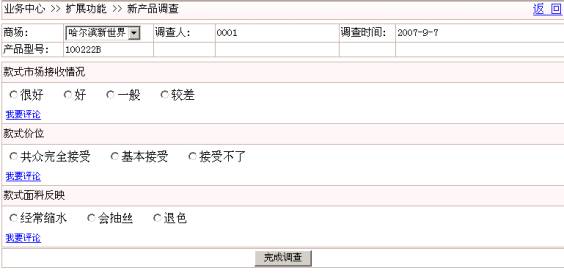 业务中心 >> 扩展功能 >> 新产品调查 返 回
商场: 哈尔滨新世界 调查人: 0001 调查时间: 2007-9-7
产品型号: 100222B
款式市场接收情况
很好 好 一般 较差
我要评论
款式价位
共众完全接受 基本接受 接受不了
我要评论
款式面料反映
经常缩水 会抽丝 退色
我要评论
完成调查